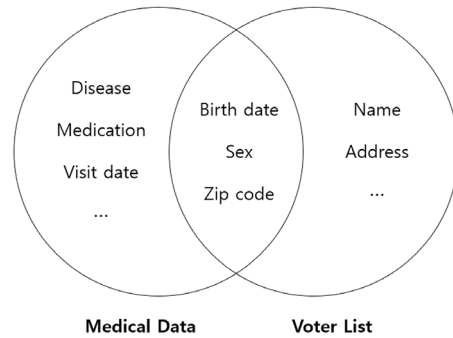 Disease
Medication
Visit date
...
Birth date
Sex
Zip code
Name
Address
...
Medical Data
Voter List